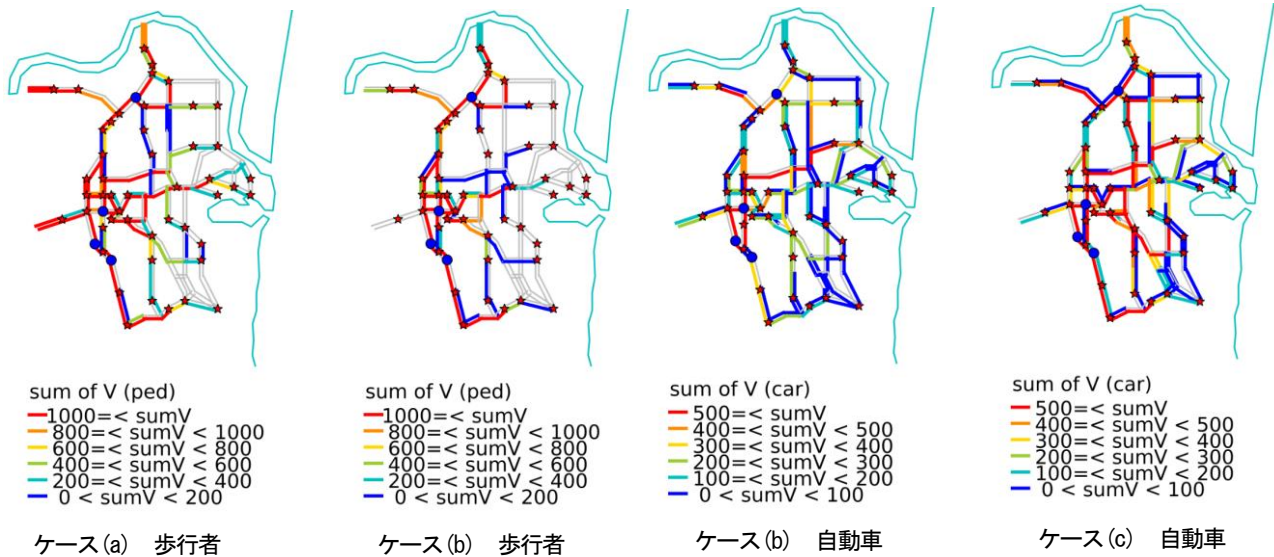 sum of V (ped)
1000=< sumV
800=< sumV < 1000
600=< sumV < 800
400=< sumV < 600
200=< sumV < 400
0 < sumV < 200
ケース(a) 歩行者
sum of V (ped)
1000=< sumV
800=< sumV < 1000
600=< sumV < 800
400=< sumV < 600
200=< sumV < 400
0 < sumV < 200
ケース(b) 歩行者
sum of V (car)
500=< sumV
400=< sumV < 500
300=< sumV < 400
200=< sumV < 300
100=< sumV < 200
0 < sumV < 100
ケース(b) 自動車
sum of V (car)
500=< sumV
400=< sumV < 500
300=< sumV < 400
200=< sumV < 300
100=< sumV < 200
0 < sumV < 100
ケース(c) 自動車